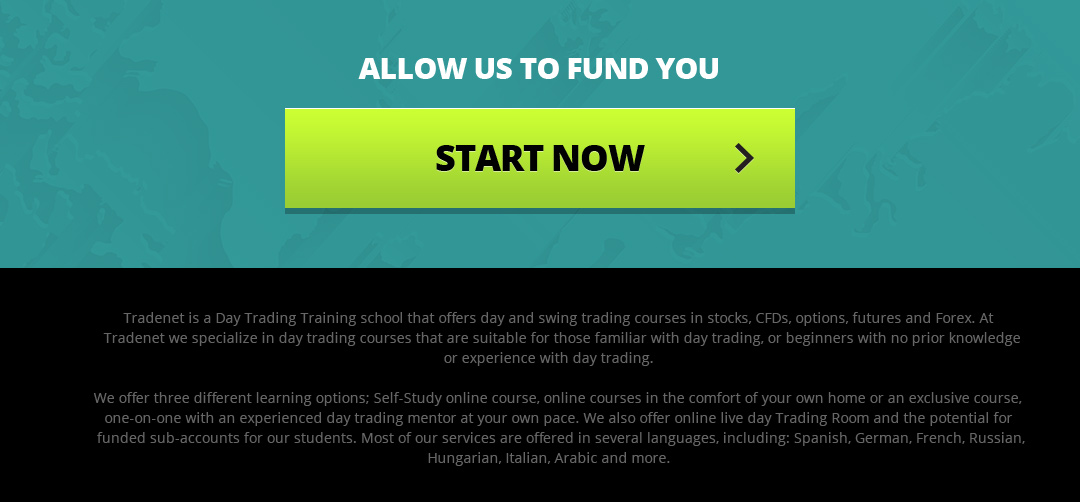 ALLOW US TO FUND YOU
START NOW
Tradenet is a Day Trading Training school that offers day and swing trading courses in stocks, CFDs, options, futures and Forex. At
Tradenet we specialize in day trading courses that are suitable for those familiar with day trading, or beginners with no prior knowledge
or experience with day trading.
We offer three different learning options; Self-Study online course, online courses in the comfort of your own home or an exclusive course,
one-on-one with an experienced day trading mentor at your own pace. We also offer online live day Trading Room and the potential for
funded sub-accounts for our students. Most of our services are offered in several languages, including: Spanish, German, French, Russian,
Hungarian, Italian, Arabic and more.